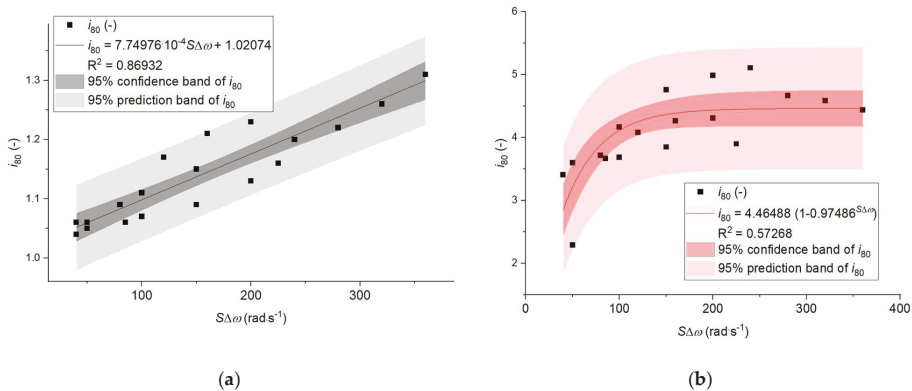 (a)
i80 (-)
i80 = 7.74976·10-4SΔω + 1.02074
R2 = 0.86932
95% confidence band of i80
95% prediction band of i80
i80 (-)
1.3
1.2
1.1
1.0
100
200
300
SΔω (rad·s-1)
(b)
6
5
4
3
2
i80 (-)
i80 (-)
i80 = 4.46488 (1-0.97486SΔω)
R2 = 0.57268
95% confidence band of i80
95% prediction band of i80
0
100
200
300
400
SΔω (rad·s-1)
(a)
(b)